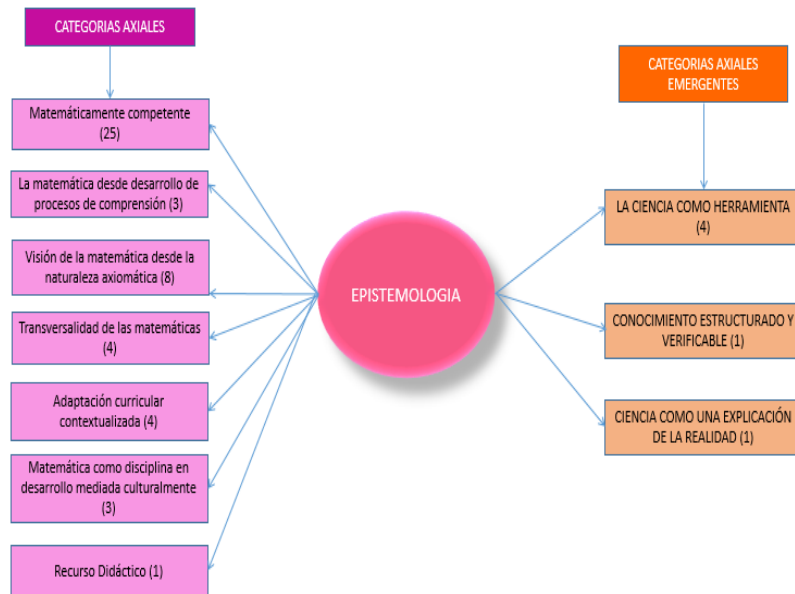 CATEGORIAS AXIALES
Matemáticamente competente
(25)
La matemática desde desarrollo de
procesos de comprensión (3)
Visión de la matemática desde la
naturaleza axiomática (8)
Transversalidad de las matemáticas
(4)
Adaptación curricular
contextualizada (4)
Matemática como disciplina en
desarrollo mediada culturalmente
(3)
Recurso Didáctico (1)
EPISTEMOLOGIA
CATEGORIAS AXIALES
EMERGENTES
LA CIENCIA COMO HERRAMIENTA
(4)
CONOCIMIENTO ESTRUCTURADO Y
VERIFICABLE (1)
CIENCIA COMO UNA EXPLICACIÓN
DE LA REALIDAD (1)